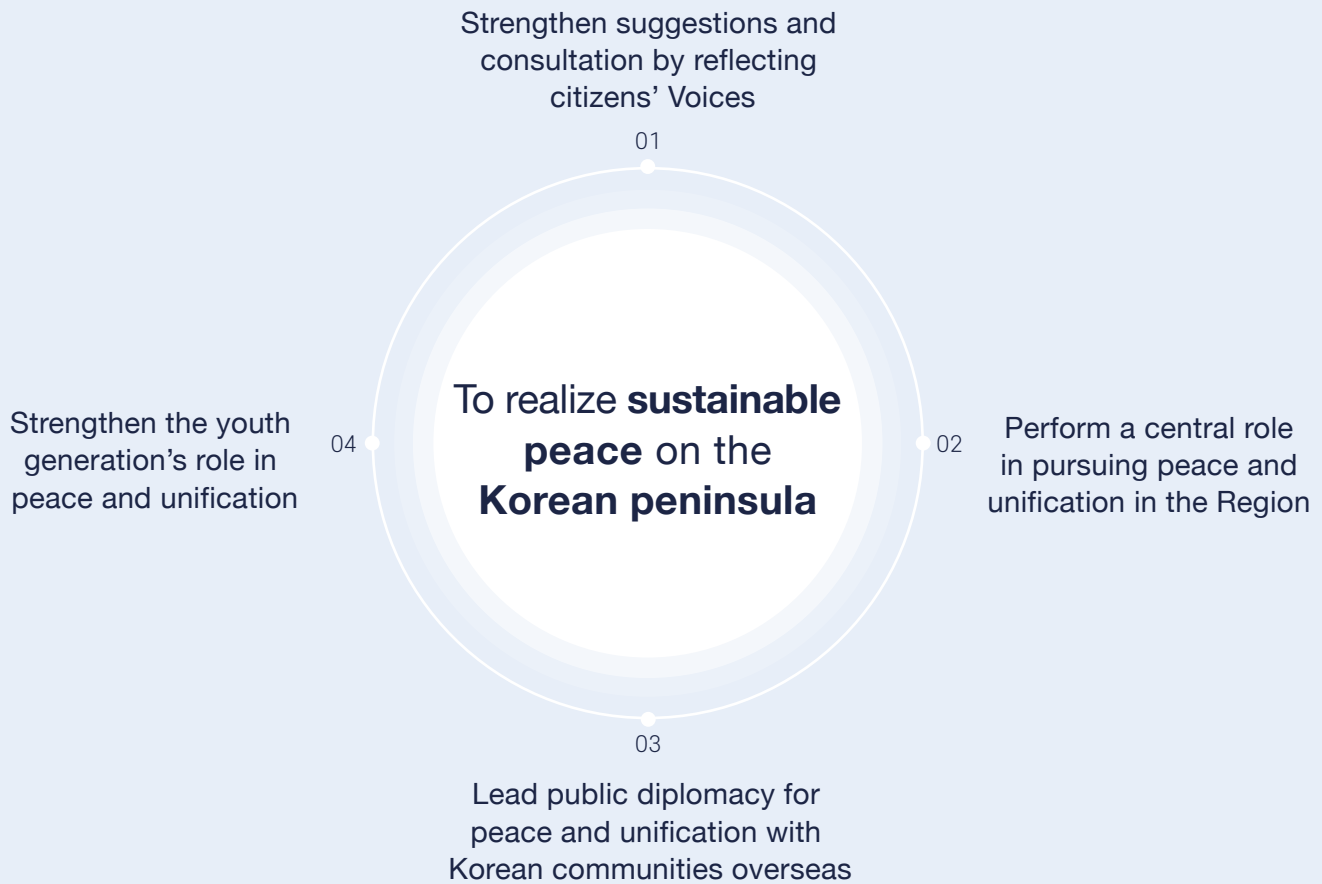 Strengthen suggestions and
consultation by reflecting
citizens’ Voices
01
To realize sustainable
peace on the
Korean peninsula
02
Perform a central role
in pursuing peace and
unification in the Region
03
Lead public diplomacy for
peace and unification with
Korean communities overseas
04
Strengthen the youth
generation’s role in
peace and unification